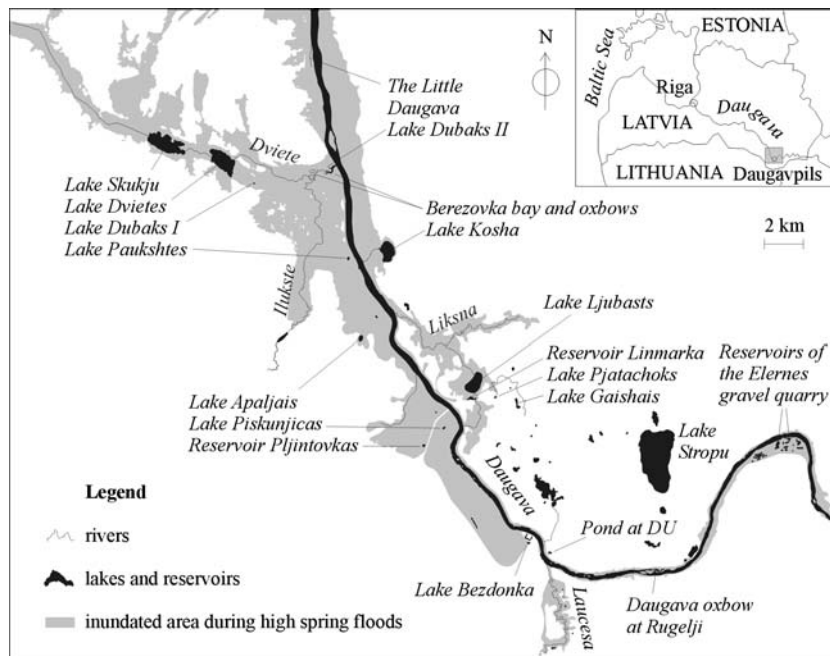 The Little
Daugava
Lake Dubaks II
N
Baltic Sea
ESTONIA
Riga
Daugava
LATVIA
LITHUANIA
Daugavpils
2 km
Dviete
Lake Skukju
Lake Dvietes
Lake Dubaks I
Lake Paukshtes
Berezovka bay and oxbows
Lake Kosha
Ilukste
Liksna
Lake Ljubasts
Reservoir Linmarka
Lake Pjatachoks
Lake Gaishais
Reservoirs of
the Elernes
gravel quarry
Lake Apaljais
Lake Piskunjicas
Reservoir Pljintovkas
Lake
Stropu
Daugava
Pond at DU
Lake Bezdonka
Laucesa
Daugava oxbow
at Rugelji
Legend
rivers
lakes and reservoirs
inundated area during high spring floods